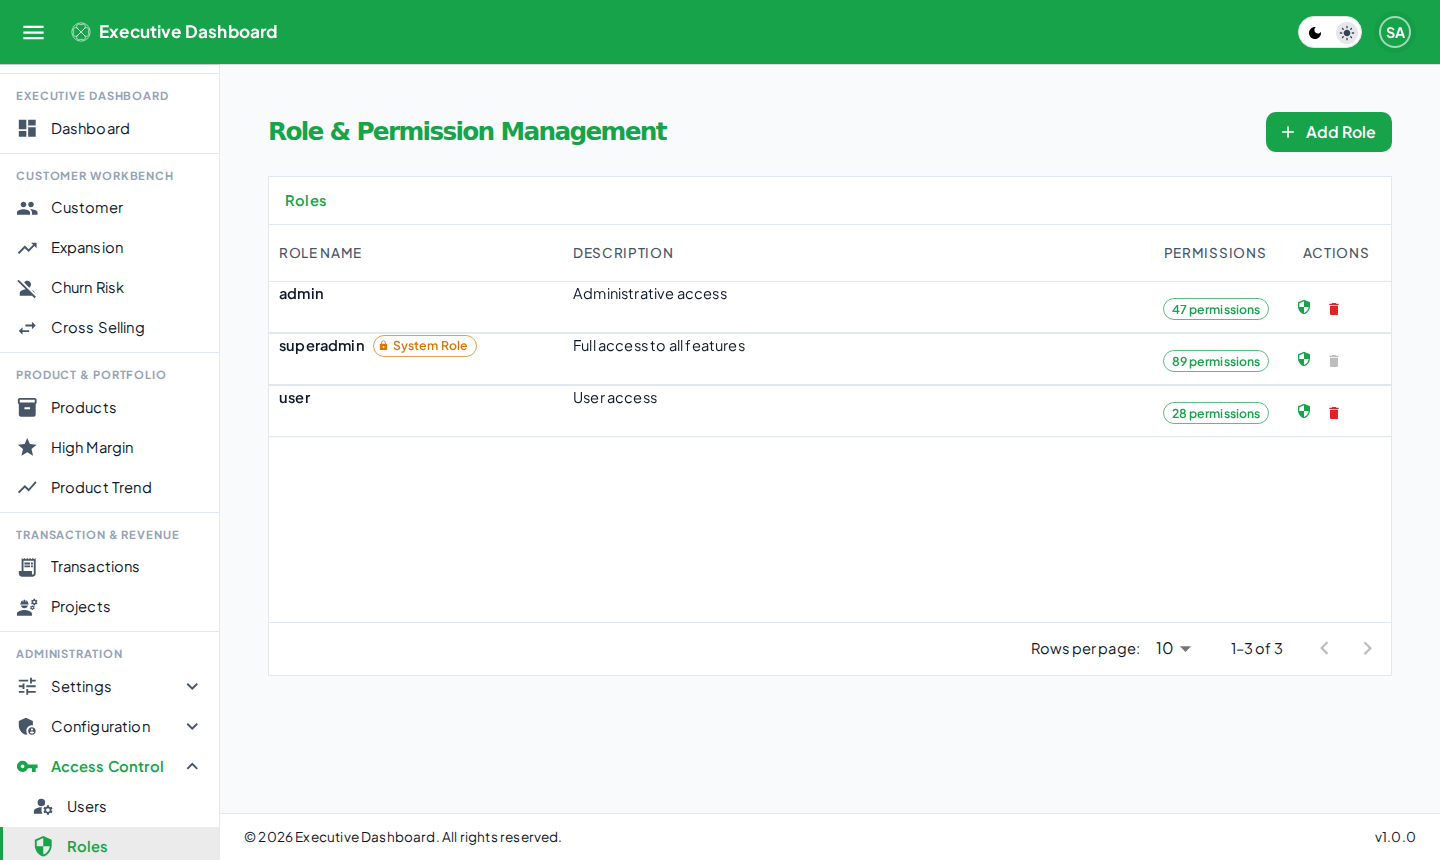 Executive Dashboard
SA
EXECUTIVE DASHBOARD
Dashboard
CUSTOMER WORKBENCH
Customer
Expansion
Churn Risk
Cross Selling
PRODUCT & PORTFOLIO
Products
High Margin
Product Trend
TRANSACTION & REVENUE
Transactions
Projects
ADMINISTRATION
Settings
Configuration
Access Control
Users
Roles
Role & Permission Management
Add Role
Roles
ROLE NAME DESCRIPTION PERMISSIONS ACTIONS
admin Administrative access 47 permissions
superadmin System Role Full access to all features 89 permissions
user User access 28 permissions
Rows per page: 10 1–3 of 3
© 2026 Executive Dashboard. All rights reserved. v1.0.0